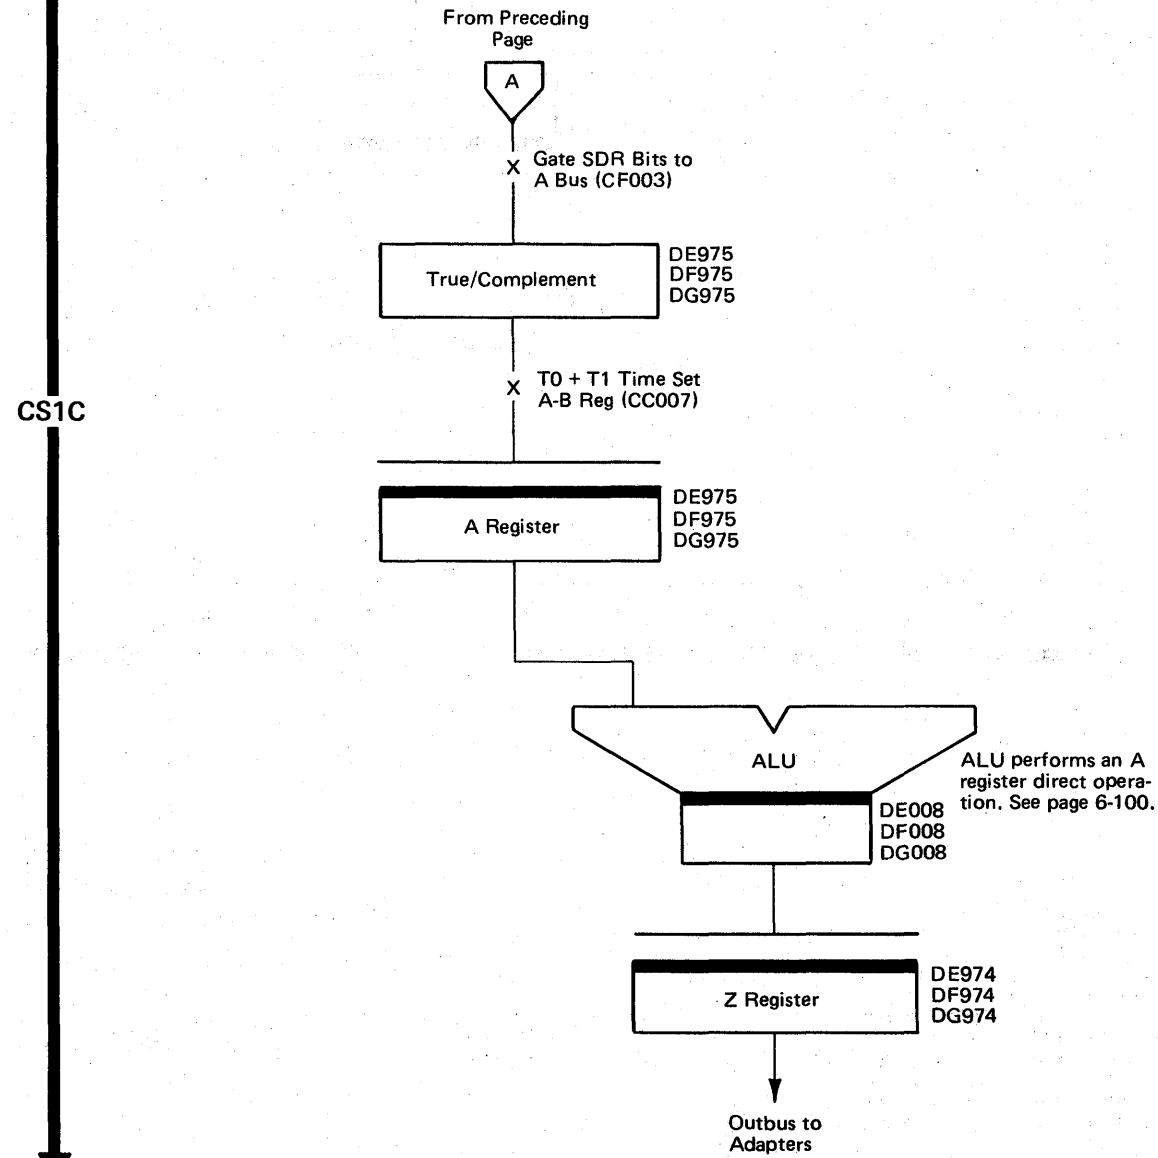 From Preceding
Page
A
X
Gate SDR Bits to
A Bus (CF003)
True/Complement
DE975
DF975
DG975
X
T0 + T1 Time Set
A-B Reg (CC007)
CS1C
A Register
DE975
DF975
DG975
ALU
ALU performs an A
register direct opera-
tion. See page 6-100.
DE008
DF008
DG008
Z Register
DE974
DF974
DG974
Outbus to
Adapters